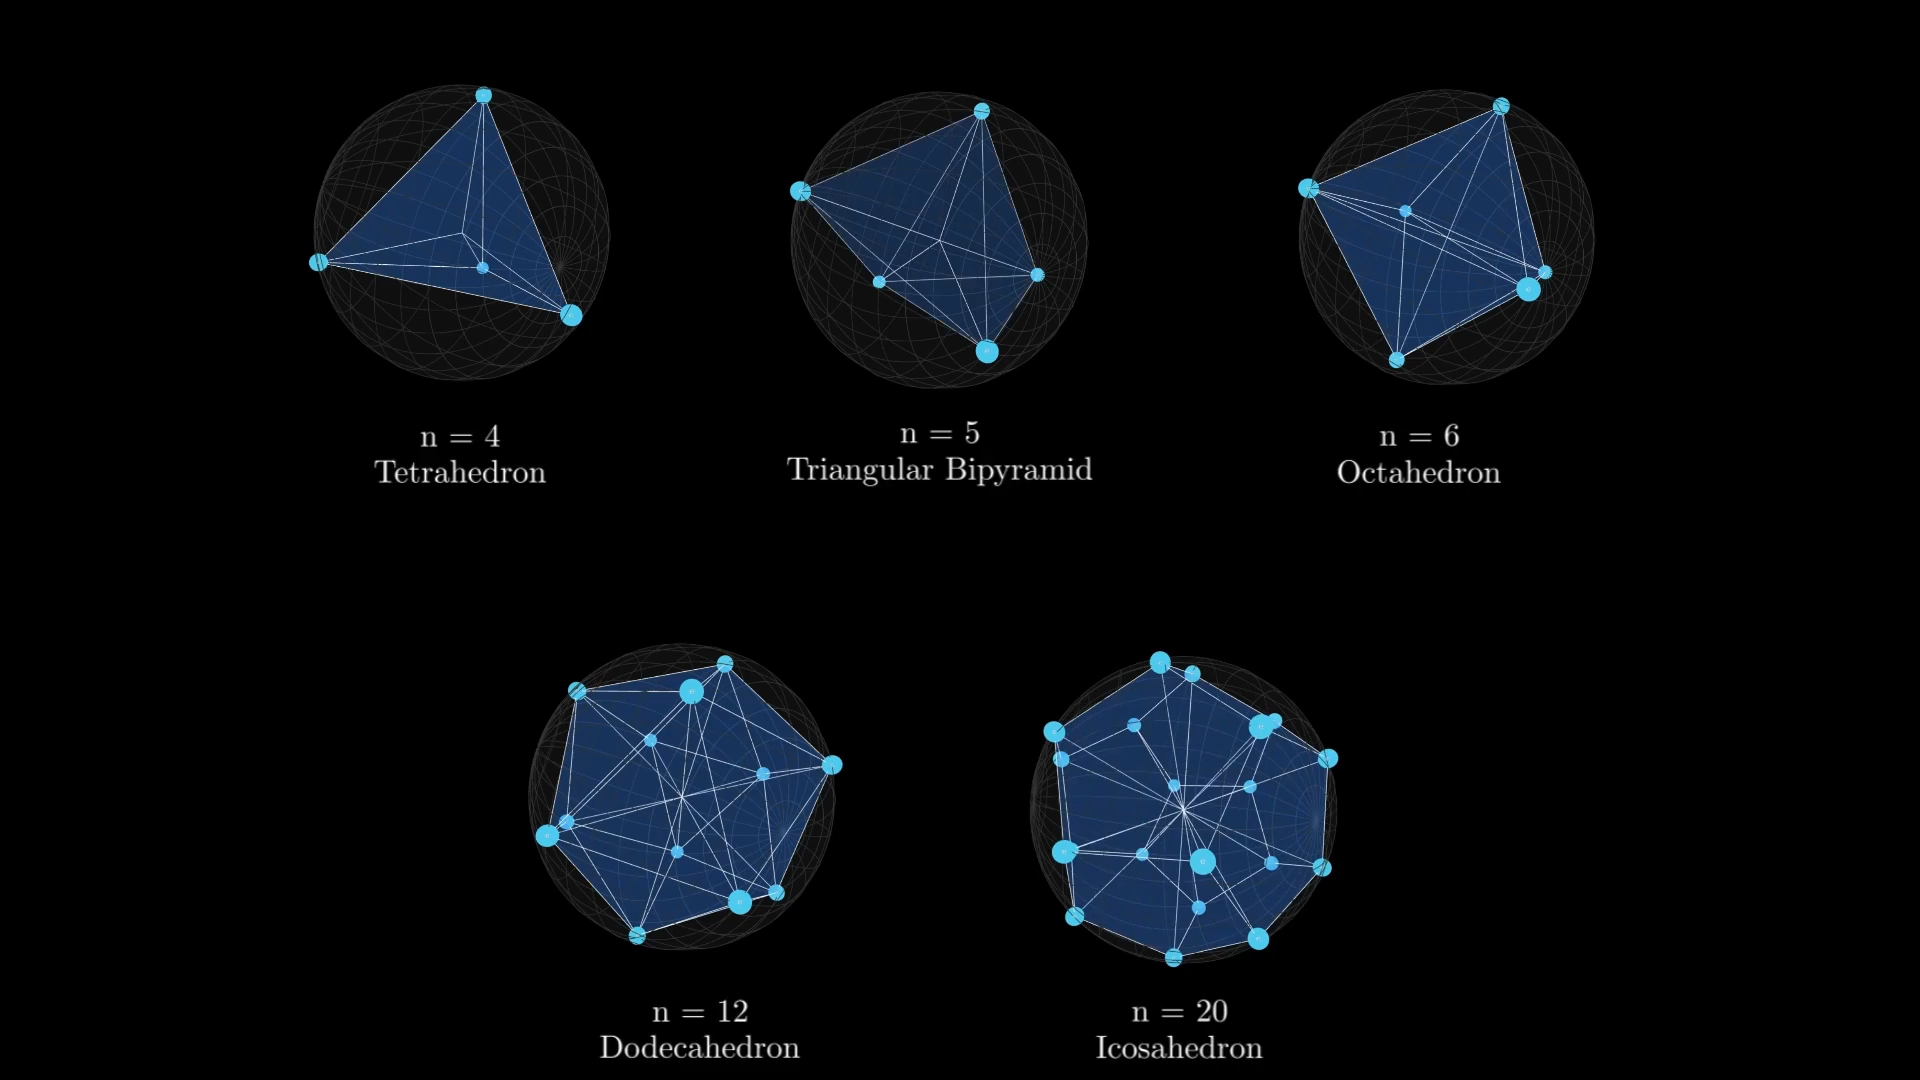 n = 4
Tetrahedron
n = 5
Triangular Bipyramid
n = 6
Octahedron
n = 12
Dodecahedron
n = 20
Icosahedron